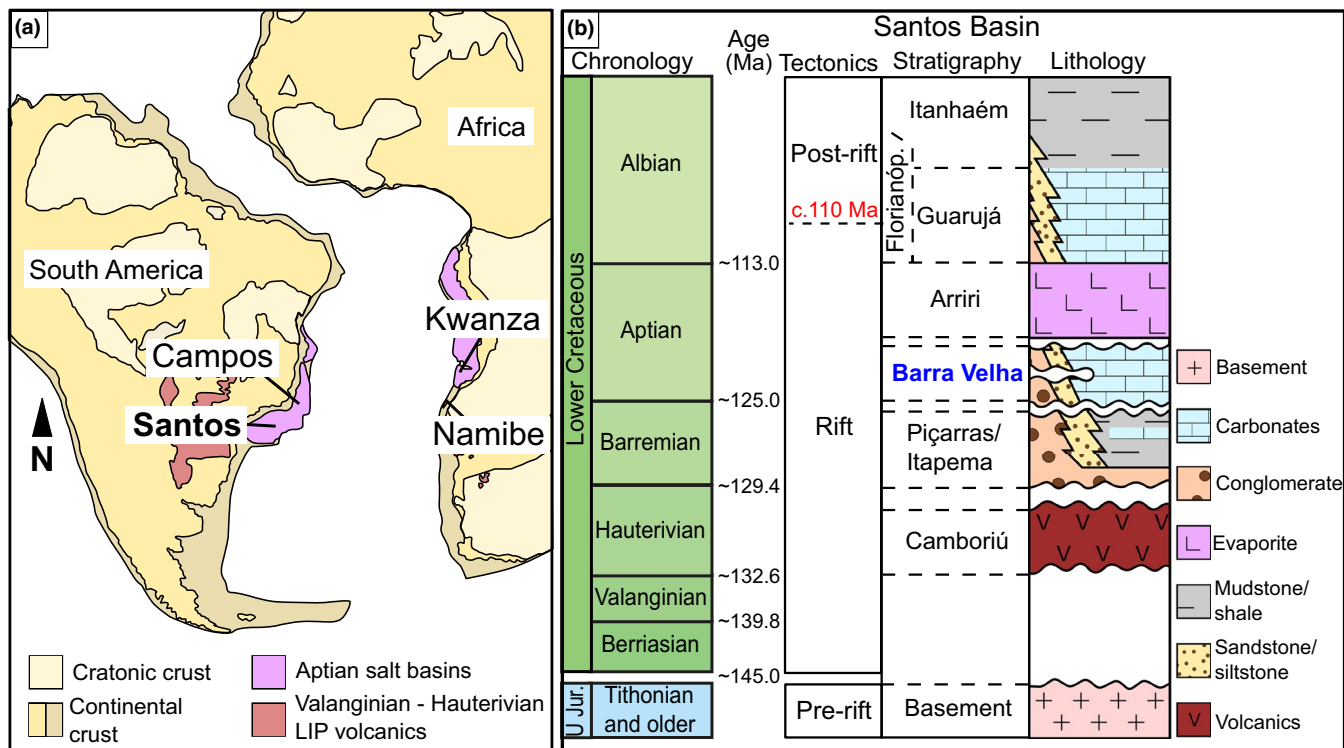 (a)
Africa
South America
Kwanza
Campos
Santos
Namibe
N
Cratonic crust
Continental
crust
Aptian salt basins
Valanginian - Hauterivian
LIP volcanics
(b)
Santos Basin
Chronology
Age
(Ma)
Tectonics
Stratigraphy
Lithology
Lower Cretaceous
Albian
Aptian
Barremian
Hauterivian
Valanginian
Berriasian
U Jur.
Tithonian
and older
~113.0
~125.0
~129.4
~132.6
~139.8
~145.0
Post-rift
c.110 Ma
Rift
Pre-rift
Itanhaém
Florianóp. /
Guarujá
Arriri
Barra Velha
Piçarras/
Itapema
Camboriú
Basement
Basement
Carbonates
Conglomerate
Evaporite
Mudstone/
shale
Sandstone/
siltstone
Volcanics